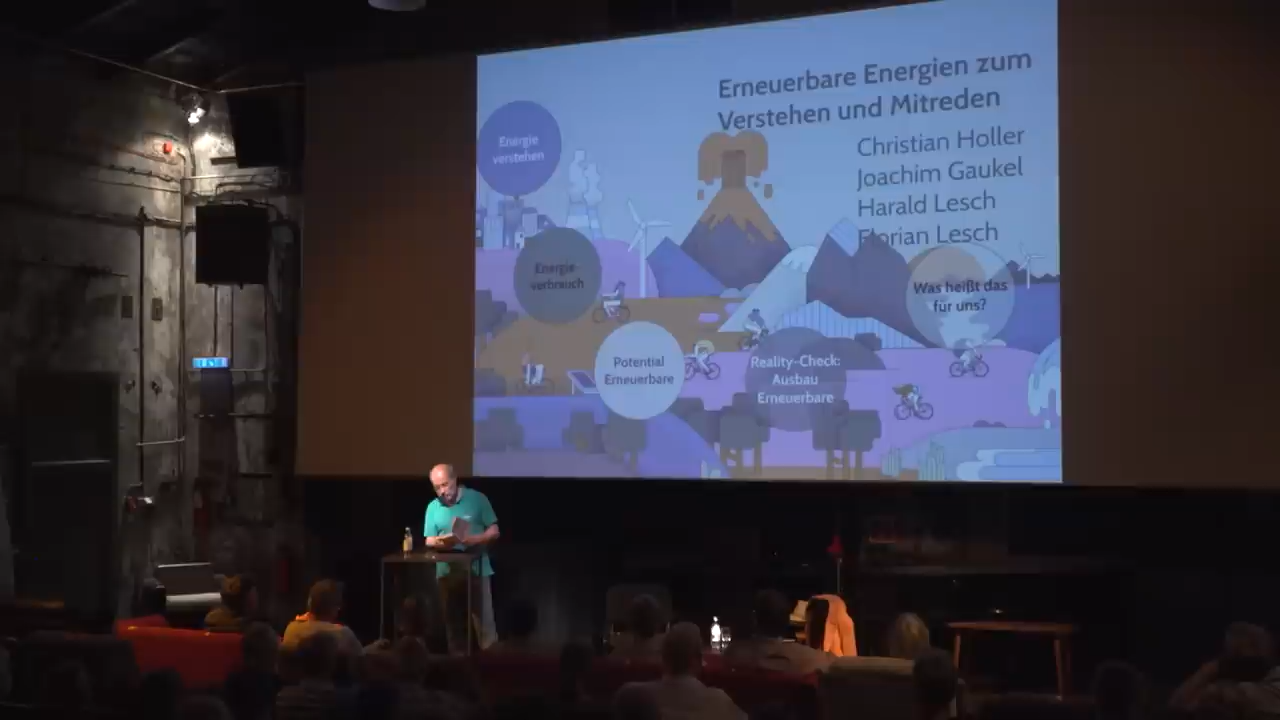 Erneuerbare Energien zum
Verstehen und Mitreden
Christian Holler
Joachim Gaukel
Harald Lesch
Florian Lesch
Energie
verstehen
Energie-
verbrauch
Potential
Erneuerbare
Reality-Check:
Ausbau
Erneuerbare
Was heißt das
für uns?